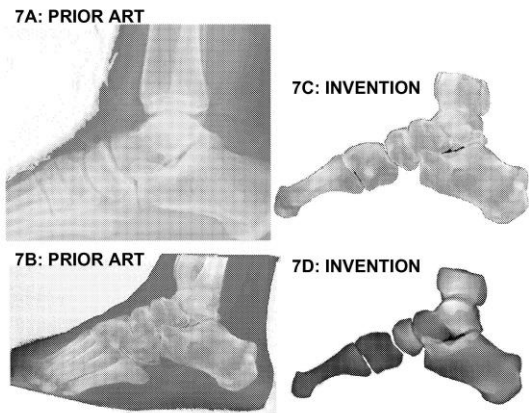 7A: PRIOR ART
7C: INVENTION
7B: PRIOR ART
7D: INVENTION